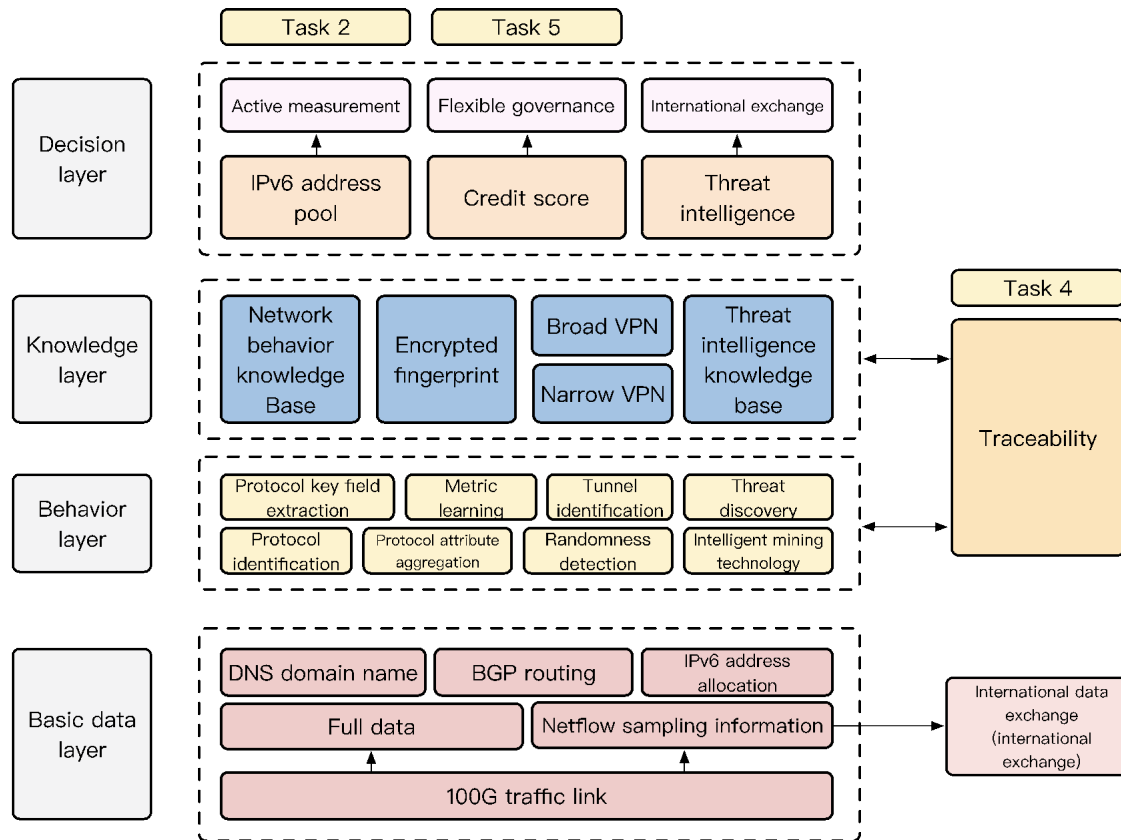 Task 2
Task 5
Decision
layer
Active measurement
Flexible governance
International exchange
IPv6 address
pool
Credit score
Threat
intelligence
Task 4
Knowledge
layer
Network
behavior
knowledge
Base
Encrypted
fingerprint
Broad VPN
Narrow VPN
Threat
intelligence
knowledge
base
Traceability
Behavior
layer
Protocol key field
extraction
Metric
learning
Tunnel
identification
Threat
discovery
Protocol
identification
Protocol attribute
aggregation
Randomness
detection
Intelligent mining
technology
Basic data
layer
DNS domain name
BGP routing
IPv6 address
allocation
Full data
Netflow sampling information
100G traffic link
International data
exchange
(international
exchange)